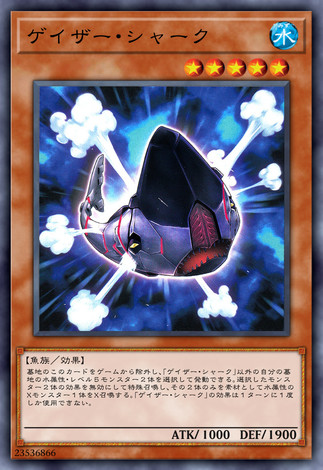 ゲイザー・シャーク
水
【魚族/効果】
墓地のこのカードをゲームから除外し、「ゲイザー・シャーク」以外の自分の墓
地の水属性・レベル5モンスター2体を選択して発動できる。選択したモンス
ター2体の効果を無効にして特殊召喚し、その2体のみを素材として水属性の
Xモンスター1体をX召喚する。「ゲイザー・シャーク」の効果は1ターンに1度
しか使用できない。
ATK/1000 DEF/1900
23536866